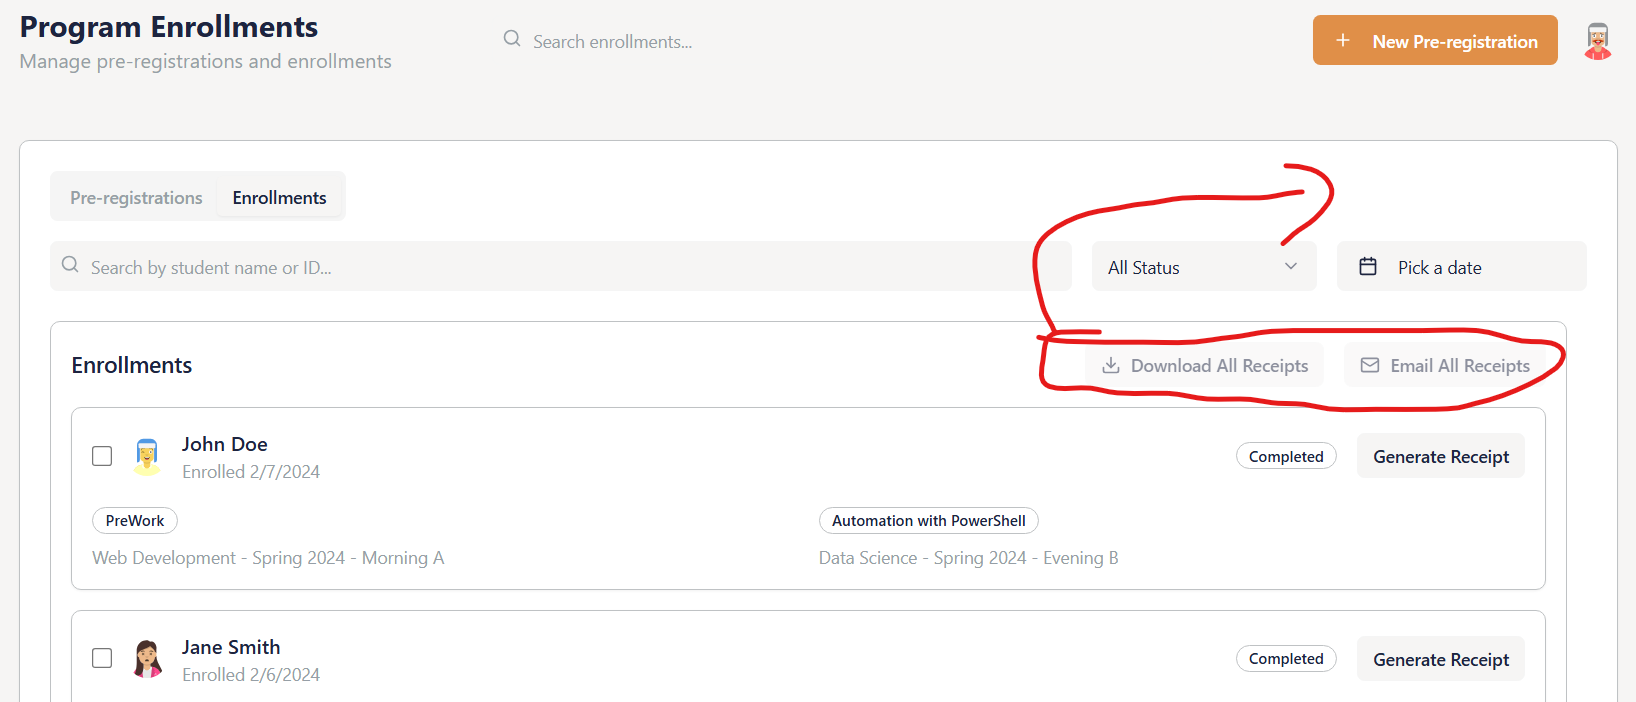 Program Enrollments
Manage pre-registrations and enrollments
Search enrollments...
New Pre-registration
Pre-registrations
Enrollments
Search by student name or ID...
All Status
Pick a date
Enrollments
Download All Receipts
Email All Receipts
John Doe
Enrolled 2/7/2024
Completed
Generate Receipt
PreWork
Automation with PowerShell
Web Development - Spring 2024 - Morning A
Data Science - Spring 2024 - Evening B
Jane Smith
Enrolled 2/6/2024
Completed
Generate Receipt